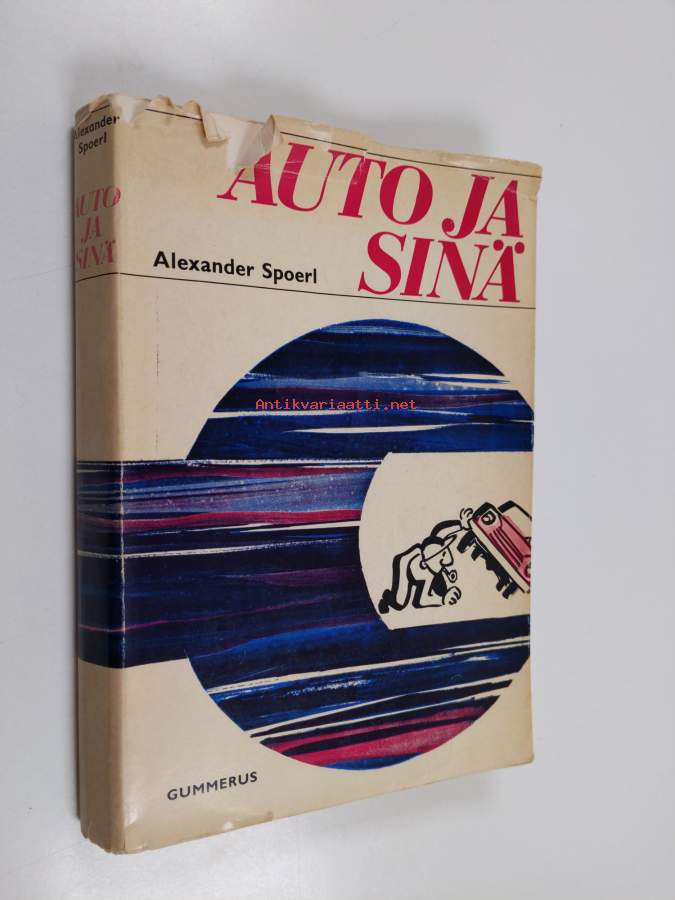 Alexander
Spoerl
AUTO
JA
SINÄ
AUTO JA
SINÄ
Alexander Spoerl
Antikvariaatti.net
GUMMERUS